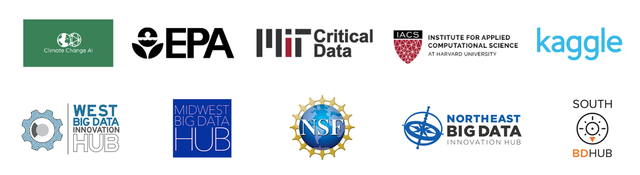 Climate Change AI
EPA
MIT Critical
Data
IACS
INSTITUTE FOR APPLIED
COMPUTATIONAL SCIENCE
AT HARVARD UNIVERSITY
kaggle
WEST
BIG DATA
INNOVATION
HUB
MIDWEST
BIG DATA
HUB
NSF
NORTHEAST
BIG DATA
INNOVATION HUB
SOUTH
BDHUB